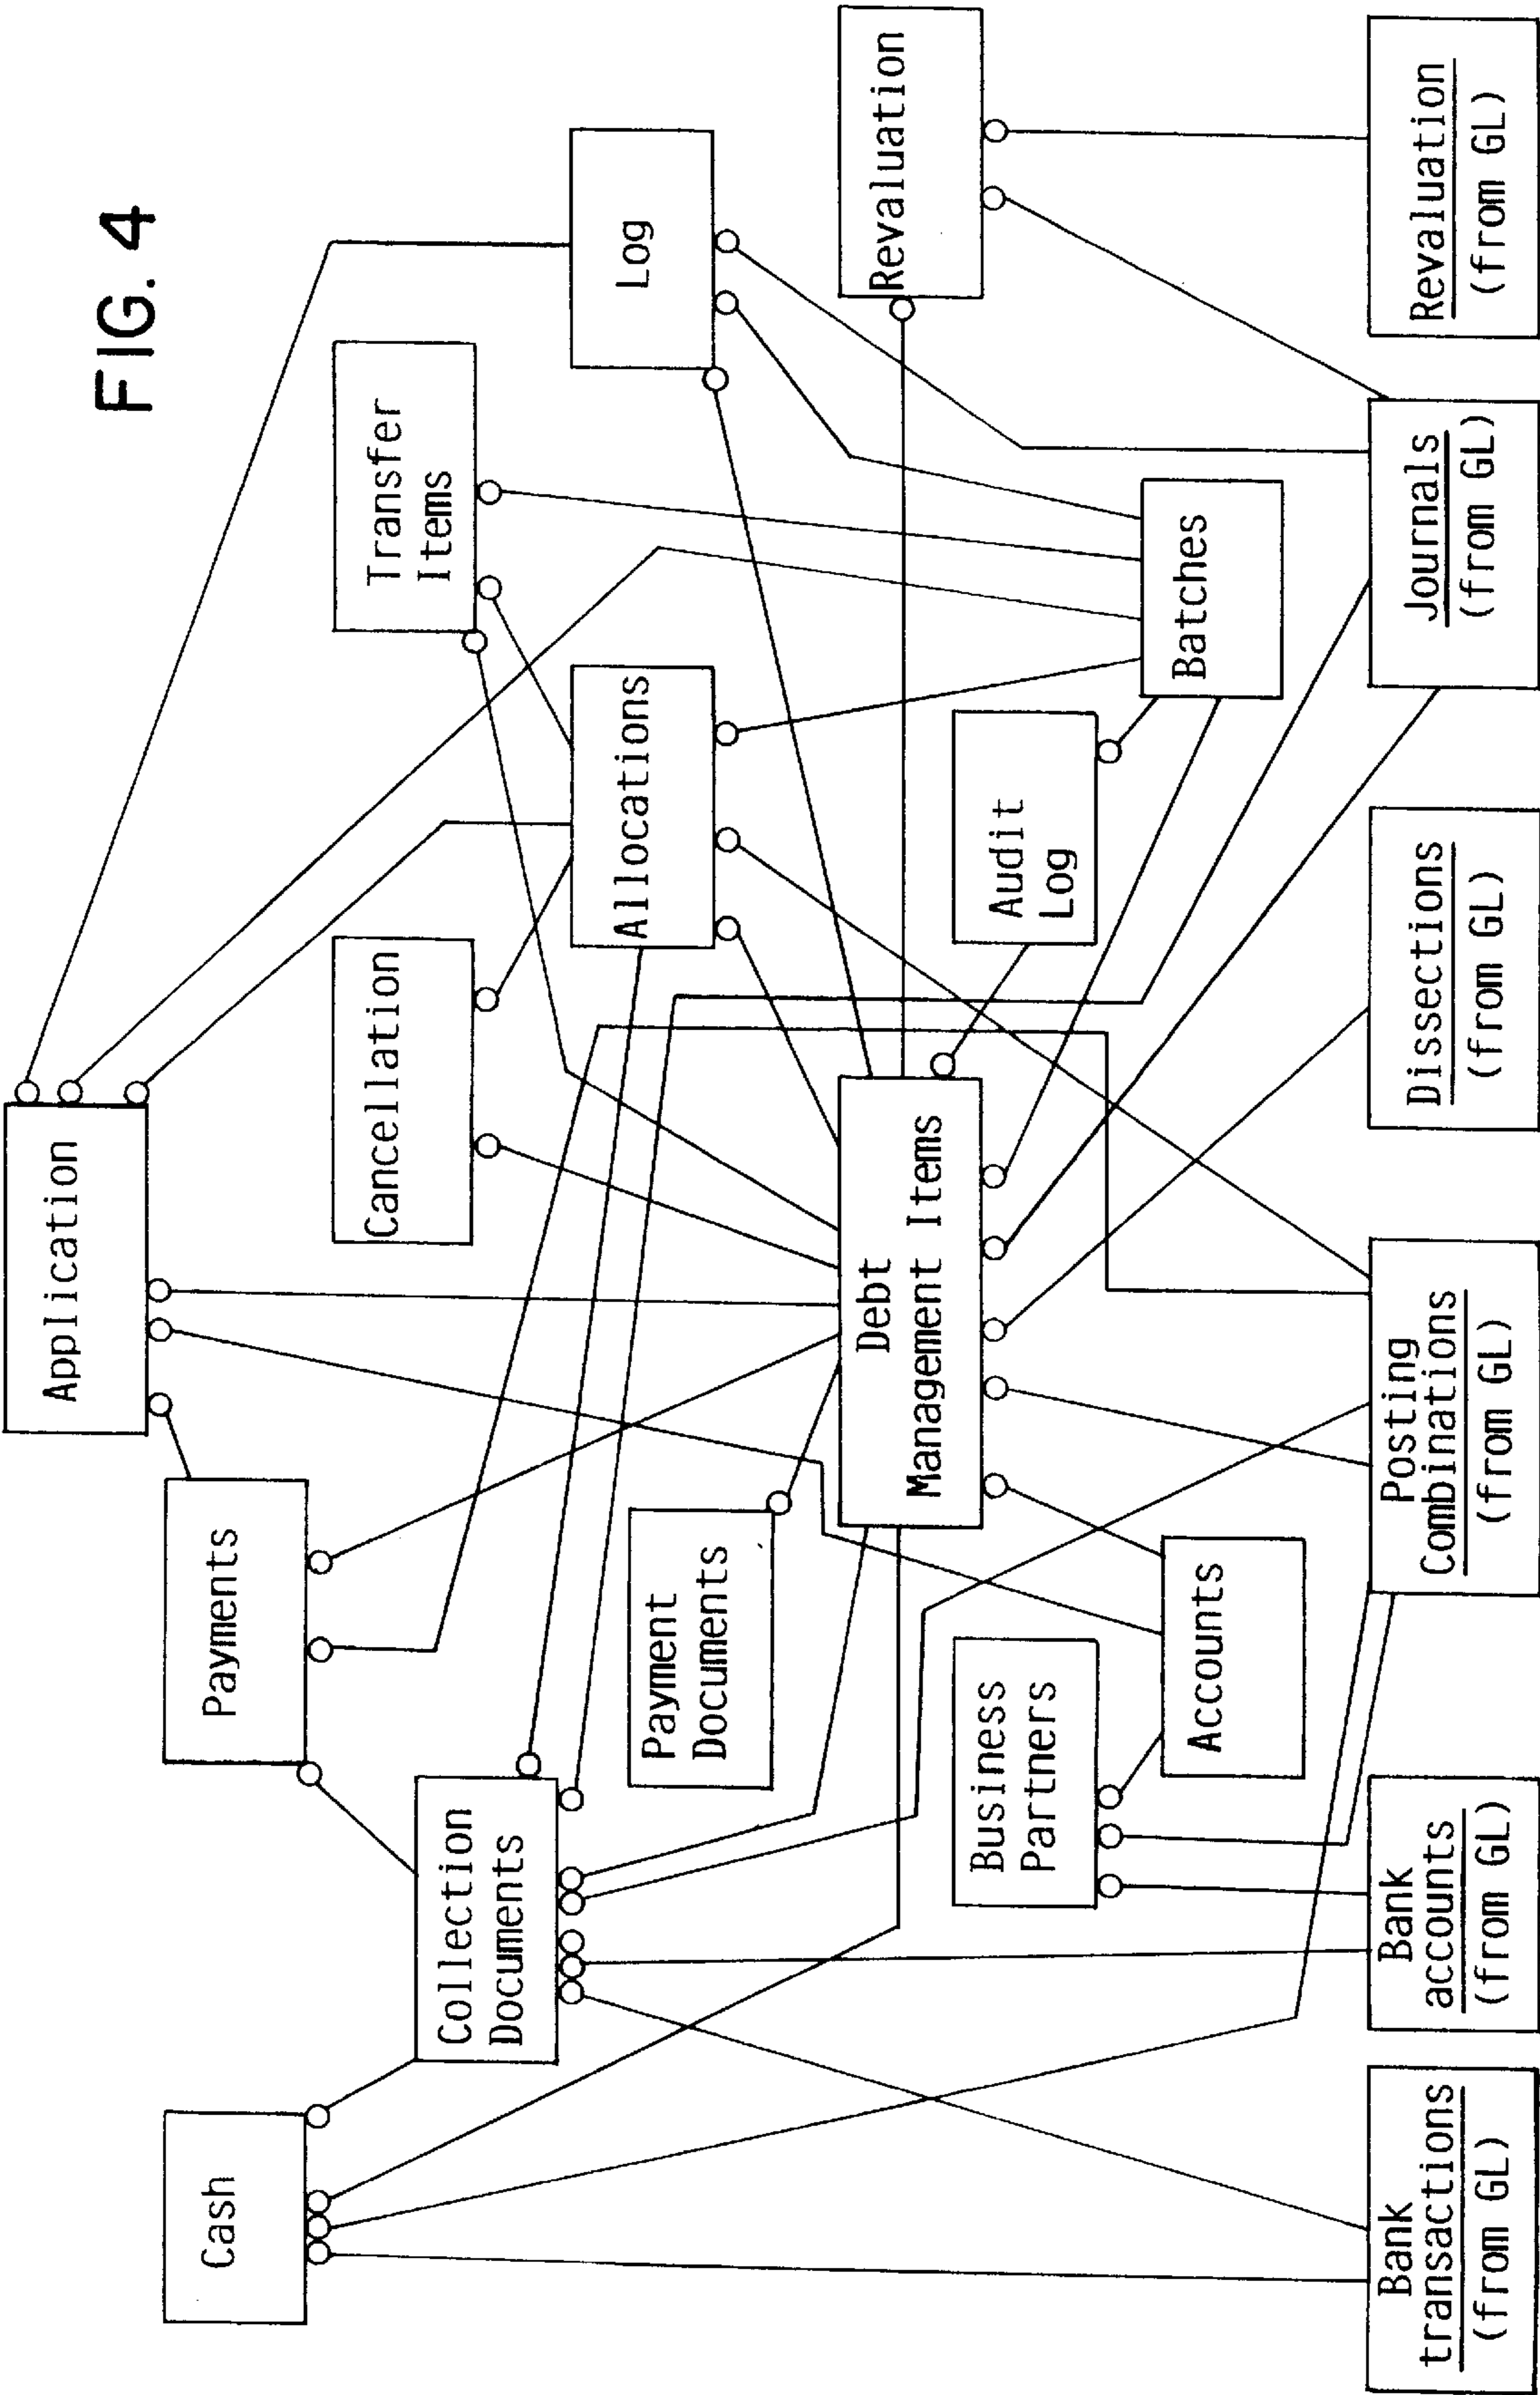 FIG. 4
Application
Cash
Payments
Cancellation
Transfer
Items
Collection
Documents
Allocations
Log
Payment
Documents
Debt
Management Items
Revaluation
Business
Partners
Audit
Log
Accounts
Batches
Bank
transactions
(from GL)
Bank
accounts
(from GL)
Posting
Combinations
(from GL)
Dissections
(from GL)
Journals
(from GL)
Revaluation
(from GL)